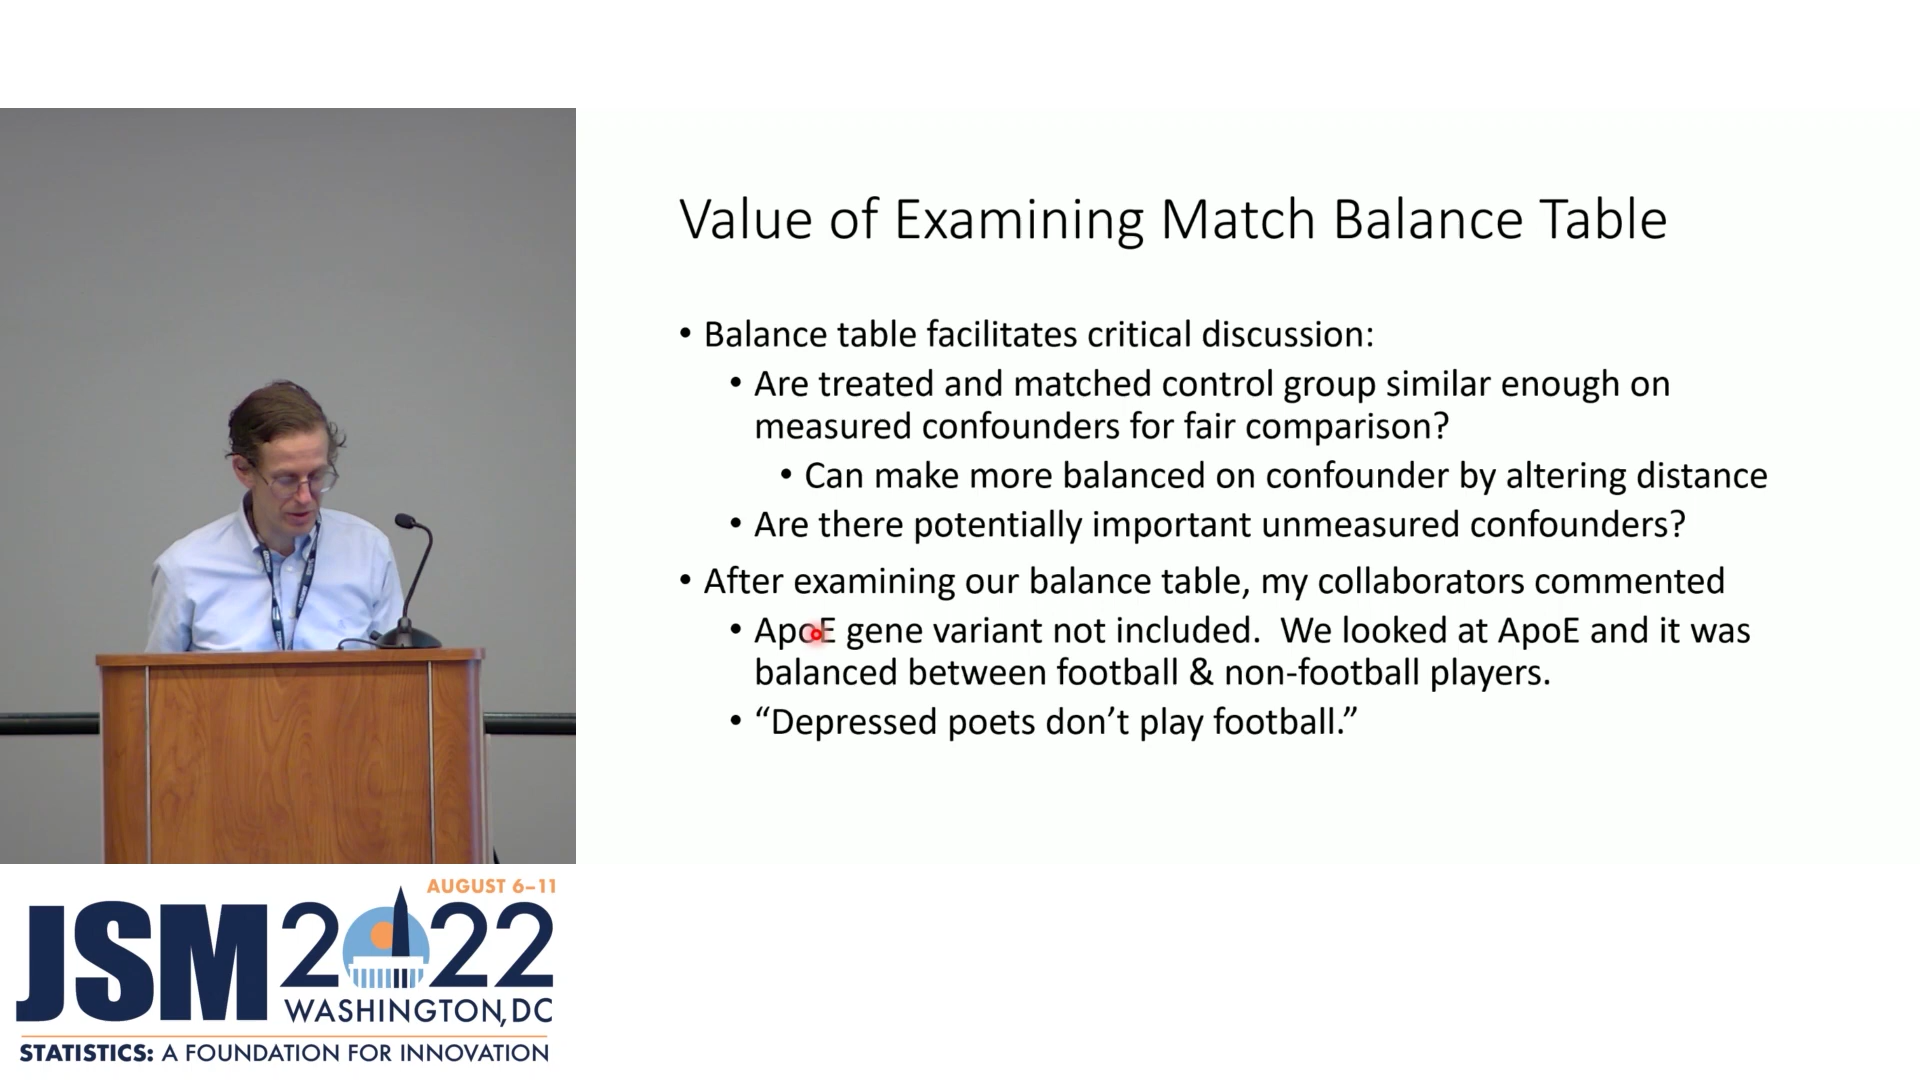 Value of Examining Match Balance Table
• Balance table facilitates critical discussion:
• Are treated and matched control group similar enough on
measured confounders for fair comparison?
• Can make more balanced on confounder by altering distance
• Are there potentially important unmeasured confounders?
• After examining our balance table, my collaborators commented
• ApoE gene variant not included.  We looked at ApoE and it was
balanced between football & non-football players.
• “Depressed poets don’t play football.”
AUGUST 6–11
JSM 2022
WASHINGTON, DC
STATISTICS: A FOUNDATION FOR INNOVATION